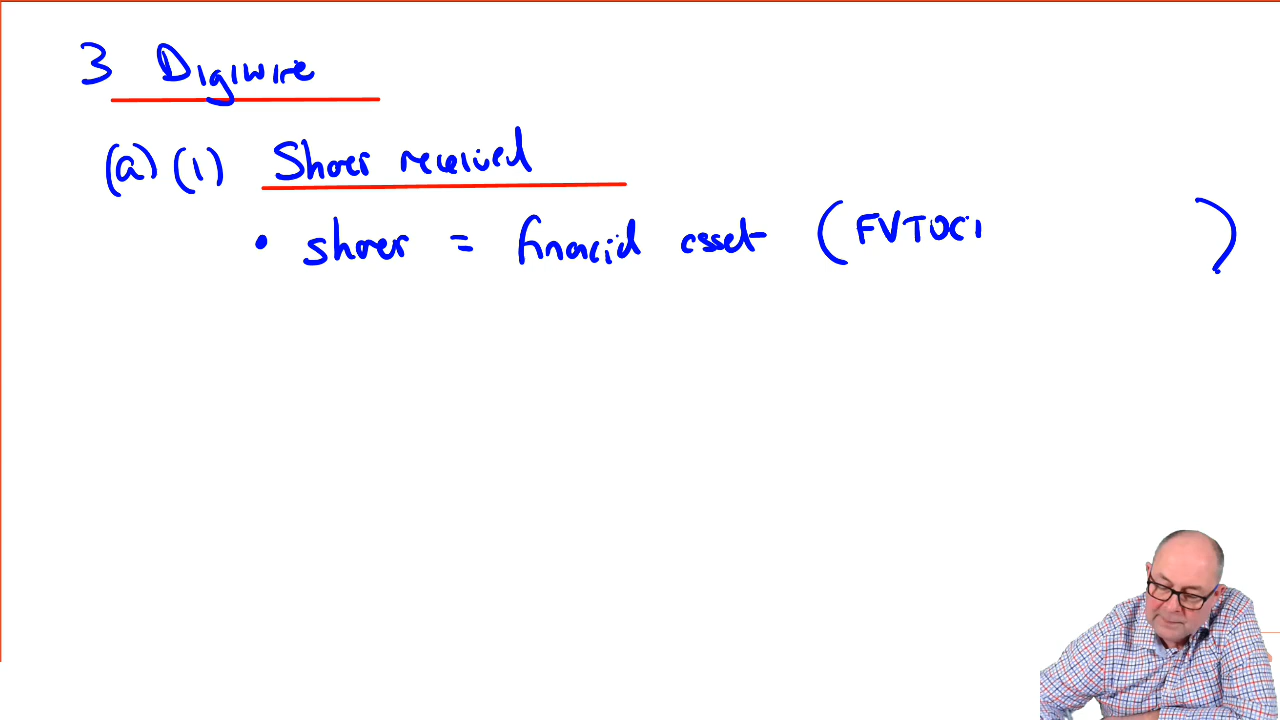 3 Digiwire
(a) (1) Shares received
• shares = financial asset (FVTOCI )